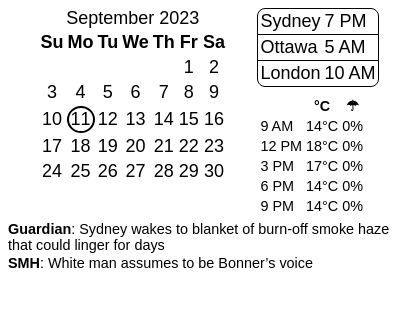 September 2023
Su Mo Tu We Th Fr Sa
1 2
3 4 5 6 7 8 9
10 11 12 13 14 15 16
17 18 19 20 21 22 23
24 25 26 27 28 29 30
Sydney 7 PM
Ottawa 5 AM
London 10 AM
°C ☂
9 AM 14°C 0%
12 PM 18°C 0%
3 PM 17°C 0%
6 PM 14°C 0%
9 PM 14°C 0%
Guardian: Sydney wakes to blanket of burn-off smoke haze
that could linger for days
SMH: White man assumes to be Bonner’s voice